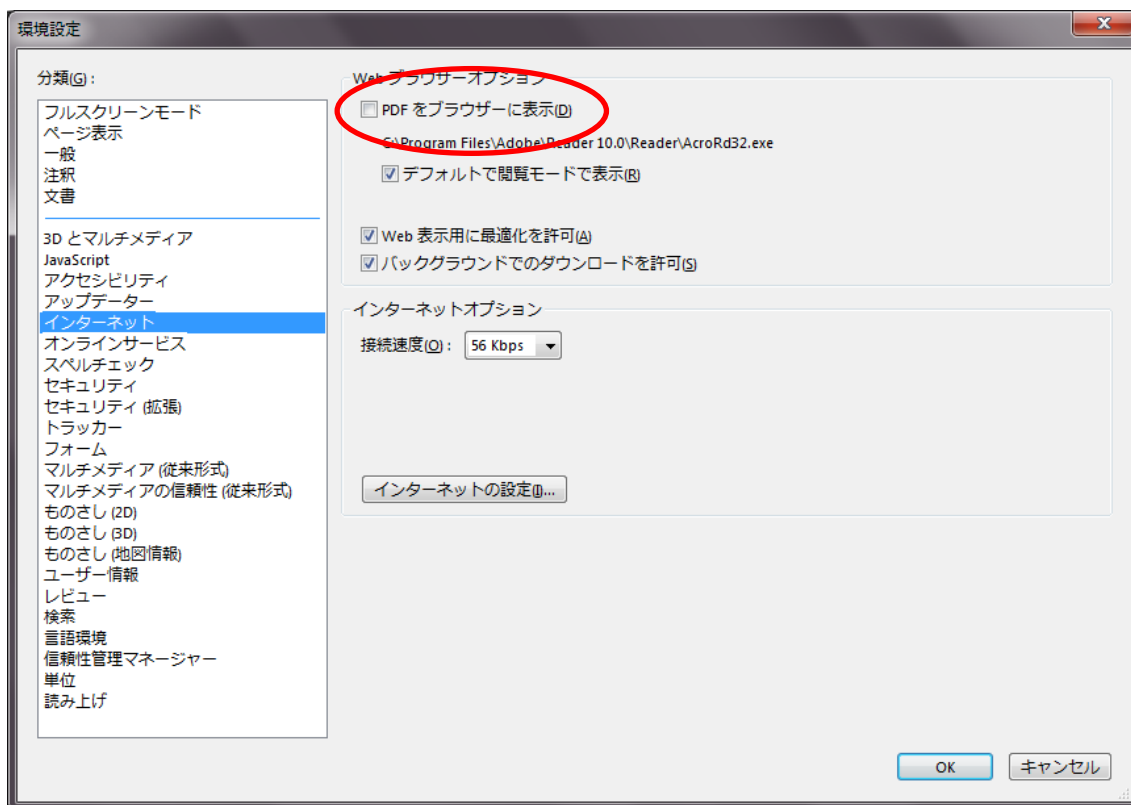 環境設定
分類(G):
フルスクリーンモード
ページ表示
一般
注釈
文書
3D とマルチメディア
JavaScript
アクセシビリティ
アップデーター
インターネット
オンラインサービス
スペルチェック
セキュリティ
セキュリティ (拡張)
トラッカー
フォーム
マルチメディア (従来形式)
マルチメディアの信頼性 (従来形式)
ものさし (2D)
ものさし (3D)
ものさし (地図情報)
ユーザー情報
レビュー
検索
言語環境
信頼性管理マネージャー
単位
読み上げ
Web ブラウザーオプション
PDF をブラウザーに表示(D)
C:\Program Files\Adobe\Reader 10.0\Reader\AcroRd32.exe
デフォルトで閲覧モードで表示(R)
Web 表示用に最適化を許可(A)
バックグラウンドでのダウンロードを許可(S)
インターネットオプション
接続速度(O): 56 Kbps
インターネットの設定(I)...
OK キャンセル